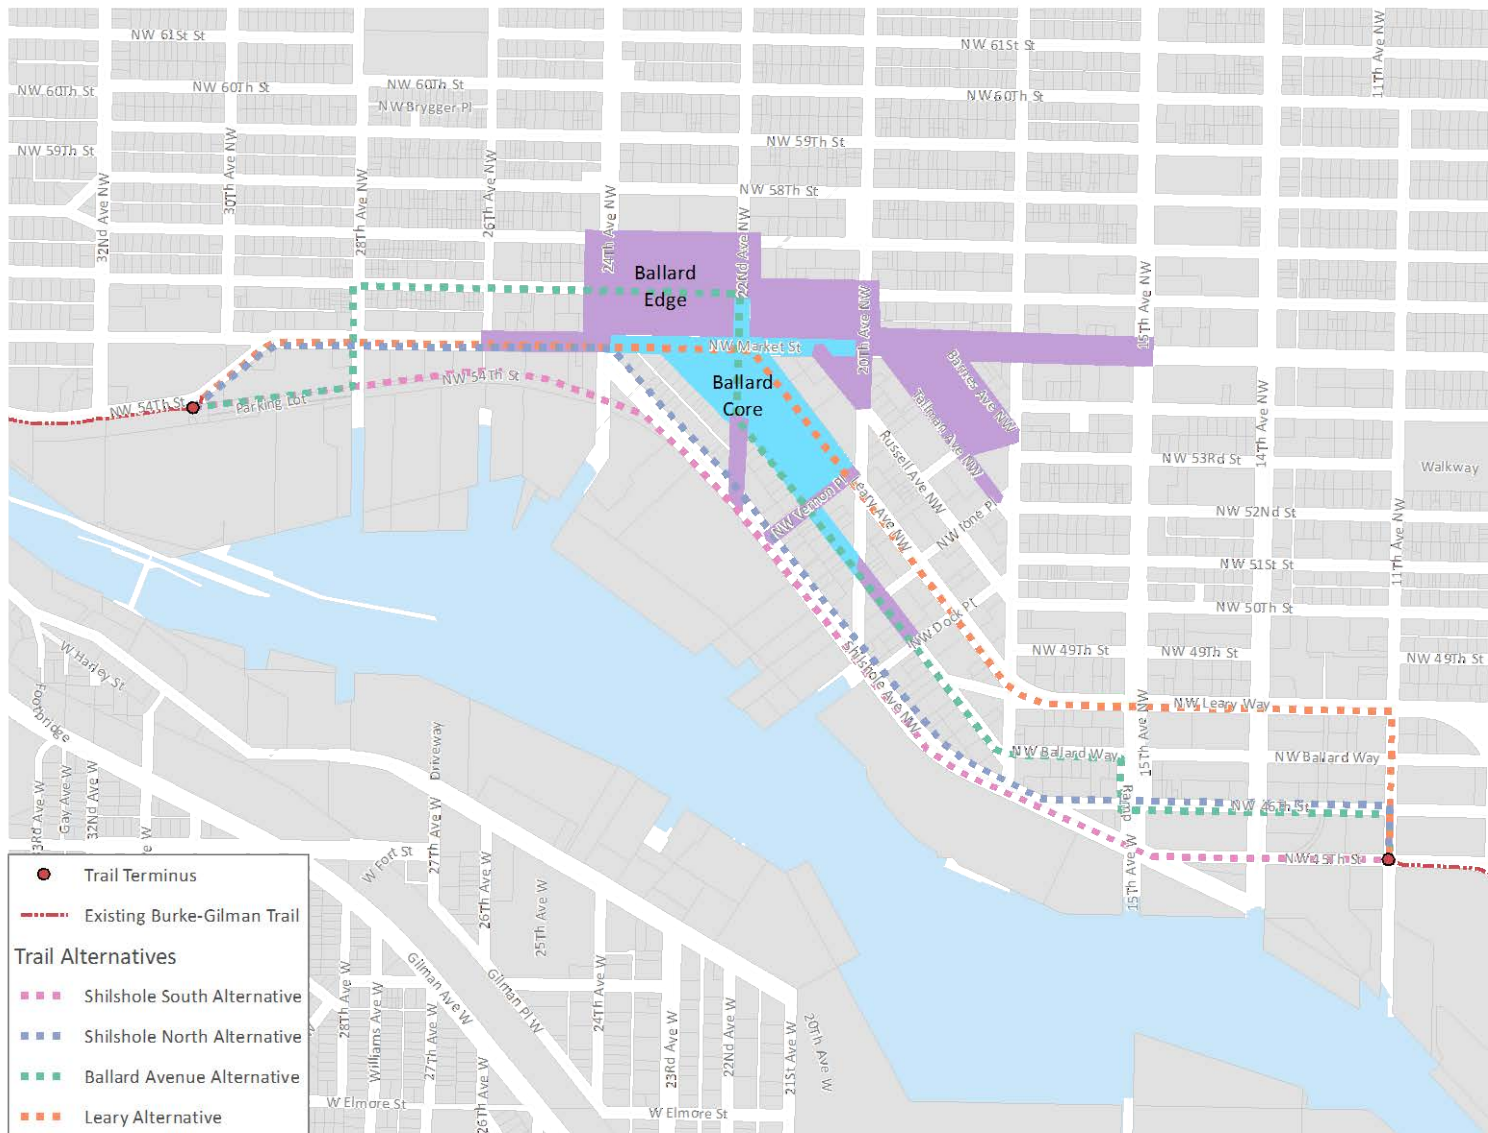 NW 61St St
NW 61St St
11Th Ave NW
NW 60Th St
NW 60Th St
NW 60Th St
NW 60Th St
NW Brygger Pl
NW 59Th St
NW 59Th St
30Th Ave NW
32Nd Ave NW
28Th Ave NW
26Th Ave NW
NW 58Th St
24Th Ave NW
22Nd Ave NW
Ballard
Edge
20Th Ave NW
15Th Ave NW
NW Market St
Barnes Ave NW
Ballard
Core
NW 54Th St
NW 54Th St
Parking Lot
Tallman Ave NW
14Th Ave NW
Russell Ave NW
NW 53Rd St
Walkway
NW Vernon Pl
Leary Ave NW
NW Ione Pl
NW 52Nd St
11Th Ave NW
NW 51St St
NW 50Th St
NW Dock Pl
W Harley St
Shilshole Ave NW
NW 49Th St
NW 49Th St
NW 49Th St
Footbridge
15Th Ave NW
NW Leary Way
NW Ballard Way
NW Ballard Way
Driveway
33Rd Ave W
Gay Ave W
32Nd Ave W
ve W
27Th Ave W
Ramp
NW 46Th St
W Fort St
NW 45Th St
15Th Ave W
26Th Ave W
25Th Ave W
Trail Terminus
Existing Burke-Gilman Trail
Trail Alternatives
Shilshole South Alternative
Shilshole North Alternative
Ballard Avenue Alternative
Leary Alternative
28Th Ave W
Williams Ave W
27Th Ave W
Gilman Ave W
Gilman Pl W
26Th Ave W
24Th Ave W
23Rd Ave W
22Nd Ave W
21St Ave W
20Th Ave W
W Elmore St
W Elmore St